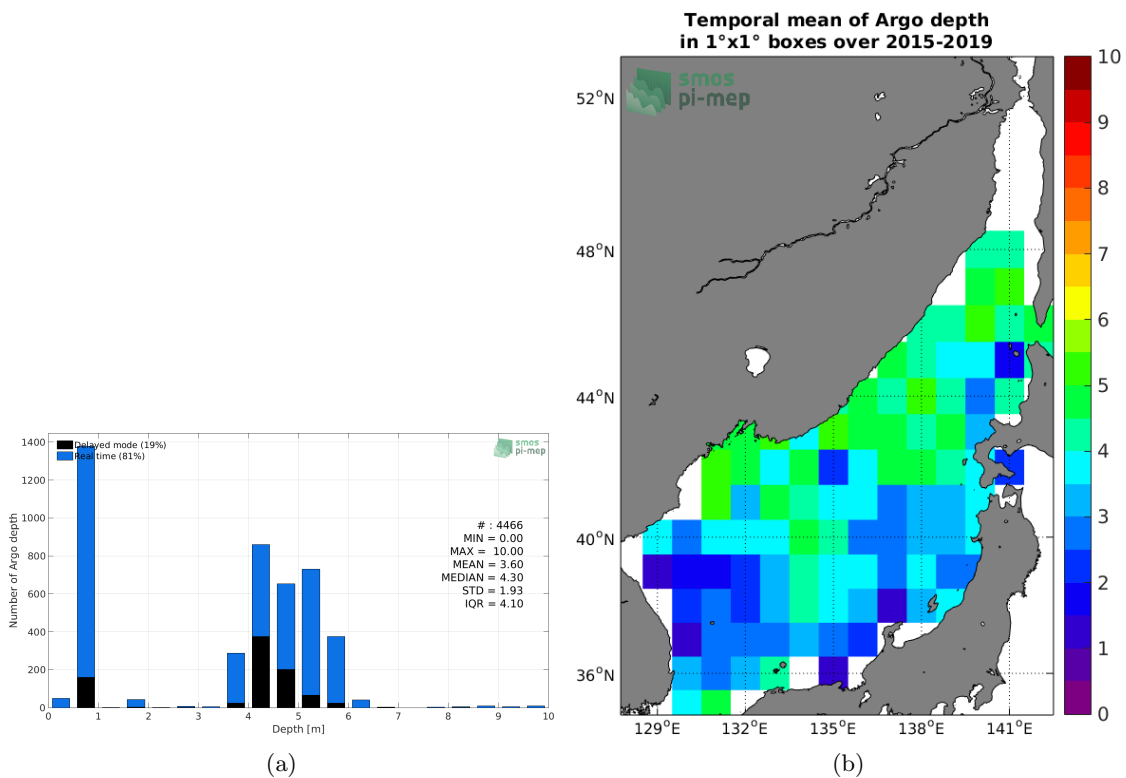 Temporal mean of Argo depth
in 1°x1° boxes over 2015-2019
smos
pi-mep
52°N
48°N
44°N
40°N
36°N
129°E
132°E
135°E
138°E
141°E
10
9
8
7
6
5
4
3
2
1
0
Delayed mode (19%)
Real time (81%)
smos
pi-mep
# : 4466
MIN = 0.00
MAX = 10.00
MEAN = 3.60
MEDIAN = 4.30
STD = 1.93
IQR = 4.10
Number of Argo depth
1400
1200
1000
800
600
400
200
0
0 1 2 3 4 5 6 7 8 9 10
Depth [m]
(a)
(b)